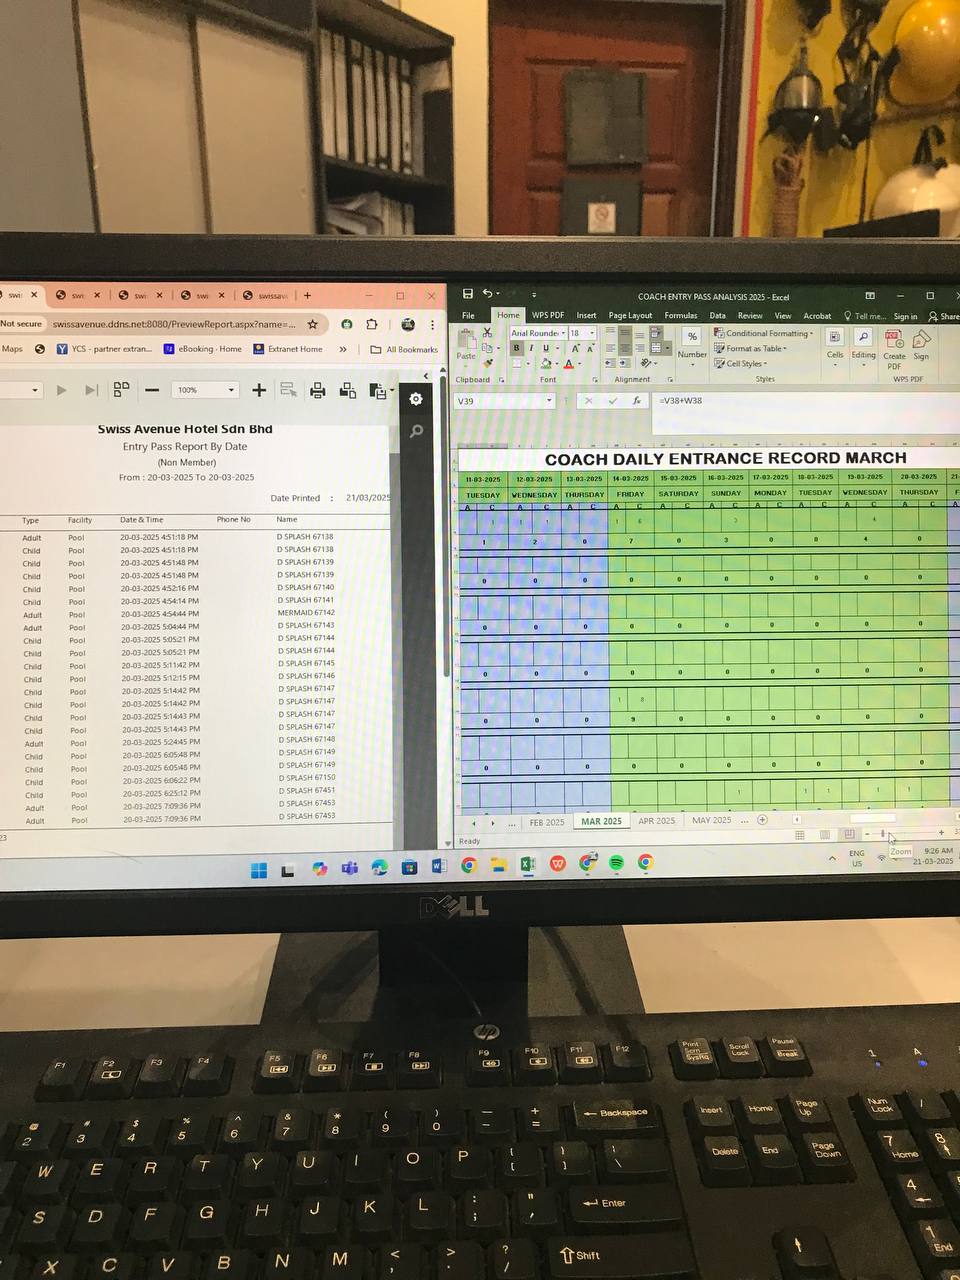 swi: × swi: × swi: × swi: × swissav × +
Not secure swissavenue.ddns.net:8080/PreviewReport.aspx?name=...
Maps YCS - partner extran... eBooking - Home Extranet Home » All Bookmarks
100%
Swiss Avenue Hotel Sdn Bhd
Entry Pass Report By Date
(Non Member)
From : 20-03-2025 To 20-03-2025
Date Printed : 21/03/2025
Type Facility Date & Time Phone No Name
Adult Pool 20-03-2025 4:51:18 PM D SPLASH 67138
Child Pool 20-03-2025 4:51:18 PM D SPLASH 67138
Child Pool 20-03-2025 4:51:48 PM D SPLASH 67139
Child Pool 20-03-2025 4:51:48 PM D SPLASH 67139
Child Pool 20-03-2025 4:52:16 PM D SPLASH 67140
Child Pool 20-03-2025 4:54:14 PM D SPLASH 67141
Adult Pool 20-03-2025 4:54:44 PM MERMAID 67142
Adult Pool 20-03-2025 5:04:44 PM D SPLASH 67143
Child Pool 20-03-2025 5:05:21 PM D SPLASH 67144
Child Pool 20-03-2025 5:05:21 PM D SPLASH 67144
Child Pool 20-03-2025 5:11:42 PM D SPLASH 67145
Child Pool 20-03-2025 5:12:15 PM D SPLASH 67146
Child Pool 20-03-2025 5:14:42 PM D SPLASH 67147
Child Pool 20-03-2025 5:14:42 PM D SPLASH 67147
Child Pool 20-03-2025 5:14:43 PM D SPLASH 67147
Child Pool 20-03-2025 5:14:43 PM D SPLASH 67147
Adult Pool 20-03-2025 5:24:45 PM D SPLASH 67148
Child Pool 20-03-2025 6:05:48 PM D SPLASH 67149
Child Pool 20-03-2025 6:05:48 PM D SPLASH 67149
Child Pool 20-03-2025 6:06:22 PM D SPLASH 67150
Child Pool 20-03-2025 6:25:12 PM D SPLASH 67451
Adult Pool 20-03-2025 7:09:36 PM D SPLASH 67453
Adult Pool 20-03-2025 7:09:36 PM D SPLASH 67453
23
COACH ENTRY PASS ANALYSIS 2025 - Excel
File Home WPS PDF Insert Page Layout Formulas Data Review View Acrobat Tell me... Sign in Share
Paste Arial Rounde 18 % Number Conditional Formatting Format as Table Cell Styles Cells Editing Create PDF Sign
B I U A A
Clipboard Font Alignment Styles WPS PDF
V39 fx =V38+W38
COACH DAILY ENTRANCE RECORD MARCH
11-03-2025 12-03-2025 13-03-2025 14-03-2025 15-03-2025 16-03-2025 17-03-2025 18-03-2025 19-03-2025 20-03-2025 21-
TUESDAY WEDNESDAY THURSDAY FRIDAY SATURDAY SUNDAY MONDAY TUESDAY WEDNESDAY THURSDAY
A C A C A C A C A C A C A C A C A C A C
1 1 1 1 6 3 4
1 2 0 7 0 3 0 0 4 0
0 0 0 0 0 0 0 0 0 0
0 0 0 0 0 0 0 0 0 0
0 0 0 0 0 0 0 0 0 0
1 8
0 0 0 9 0 0 0 0 0 0
0 0 0 0 0 0 0 0 0 0
1 1 1 1 1
... FEB 2025 MAR 2025 APR 2025 MAY 2025 ...
Ready
Zoom
ENG
US
9:26 AM
21-03-2025
DELL
hp
F1 F2 F3 F4 F5 F6 F7 F8 F9 F10 F11 F12 Print Scrn SysRq Scroll Lock Pause Break 1 A
@ 2 # 3 $ 4 % 5 ^ 6 & 7 * 8 ( 9 ) 0 — - + = Backspace Insert Home Page Up Num Lock /
W E R T Y U I O P { [ } ] | \ Delete End Page Down 7 Home 8
S D F G H J K L : ; " ' Enter 4
X C V B N M < , > . ? / Shift 1 End